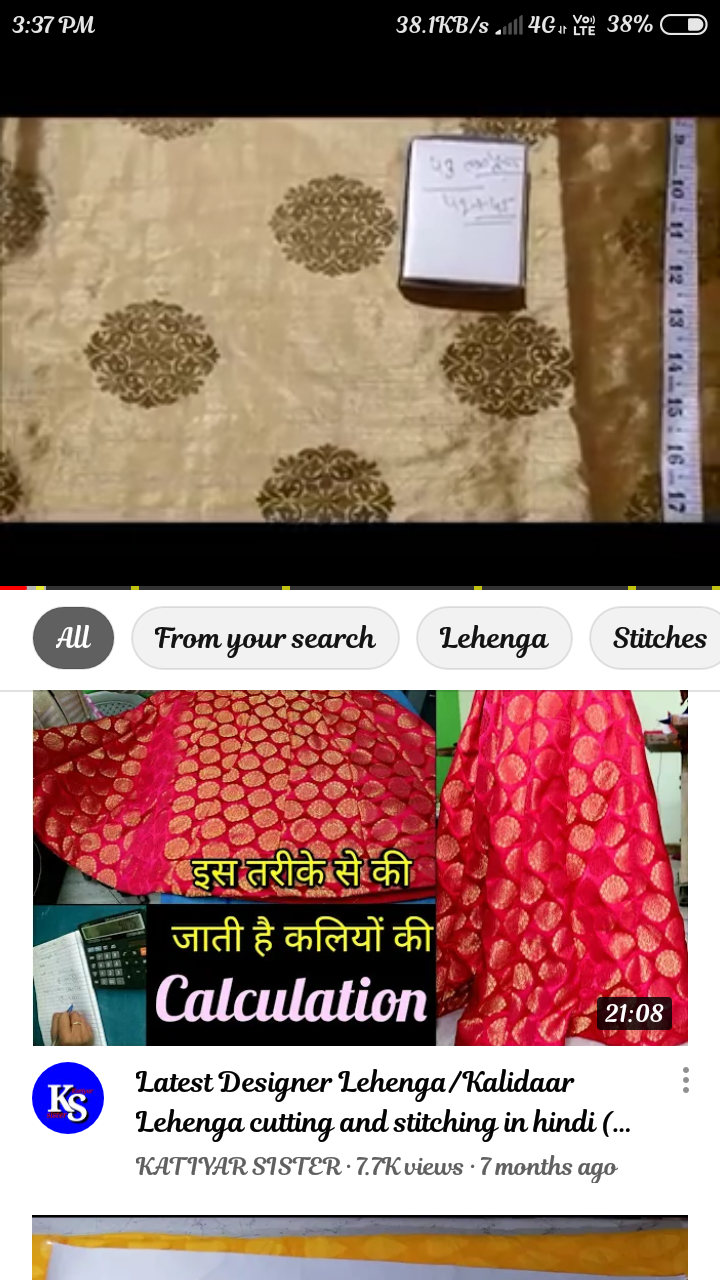 3:37 PM 38.1KB/s 4G Vo) LTE 38%
9
10
11
12
13
14
15
16
17
All From your search Lehenga Stitches
इस तरीके से की
जाती है कलियों की
Calculation
21:08
KS
Latest Designer Lehenga/Kalidaar
Lehenga cutting and stitching in hindi (...
KATIYAR SISTER · 7.7K views · 7 months ago